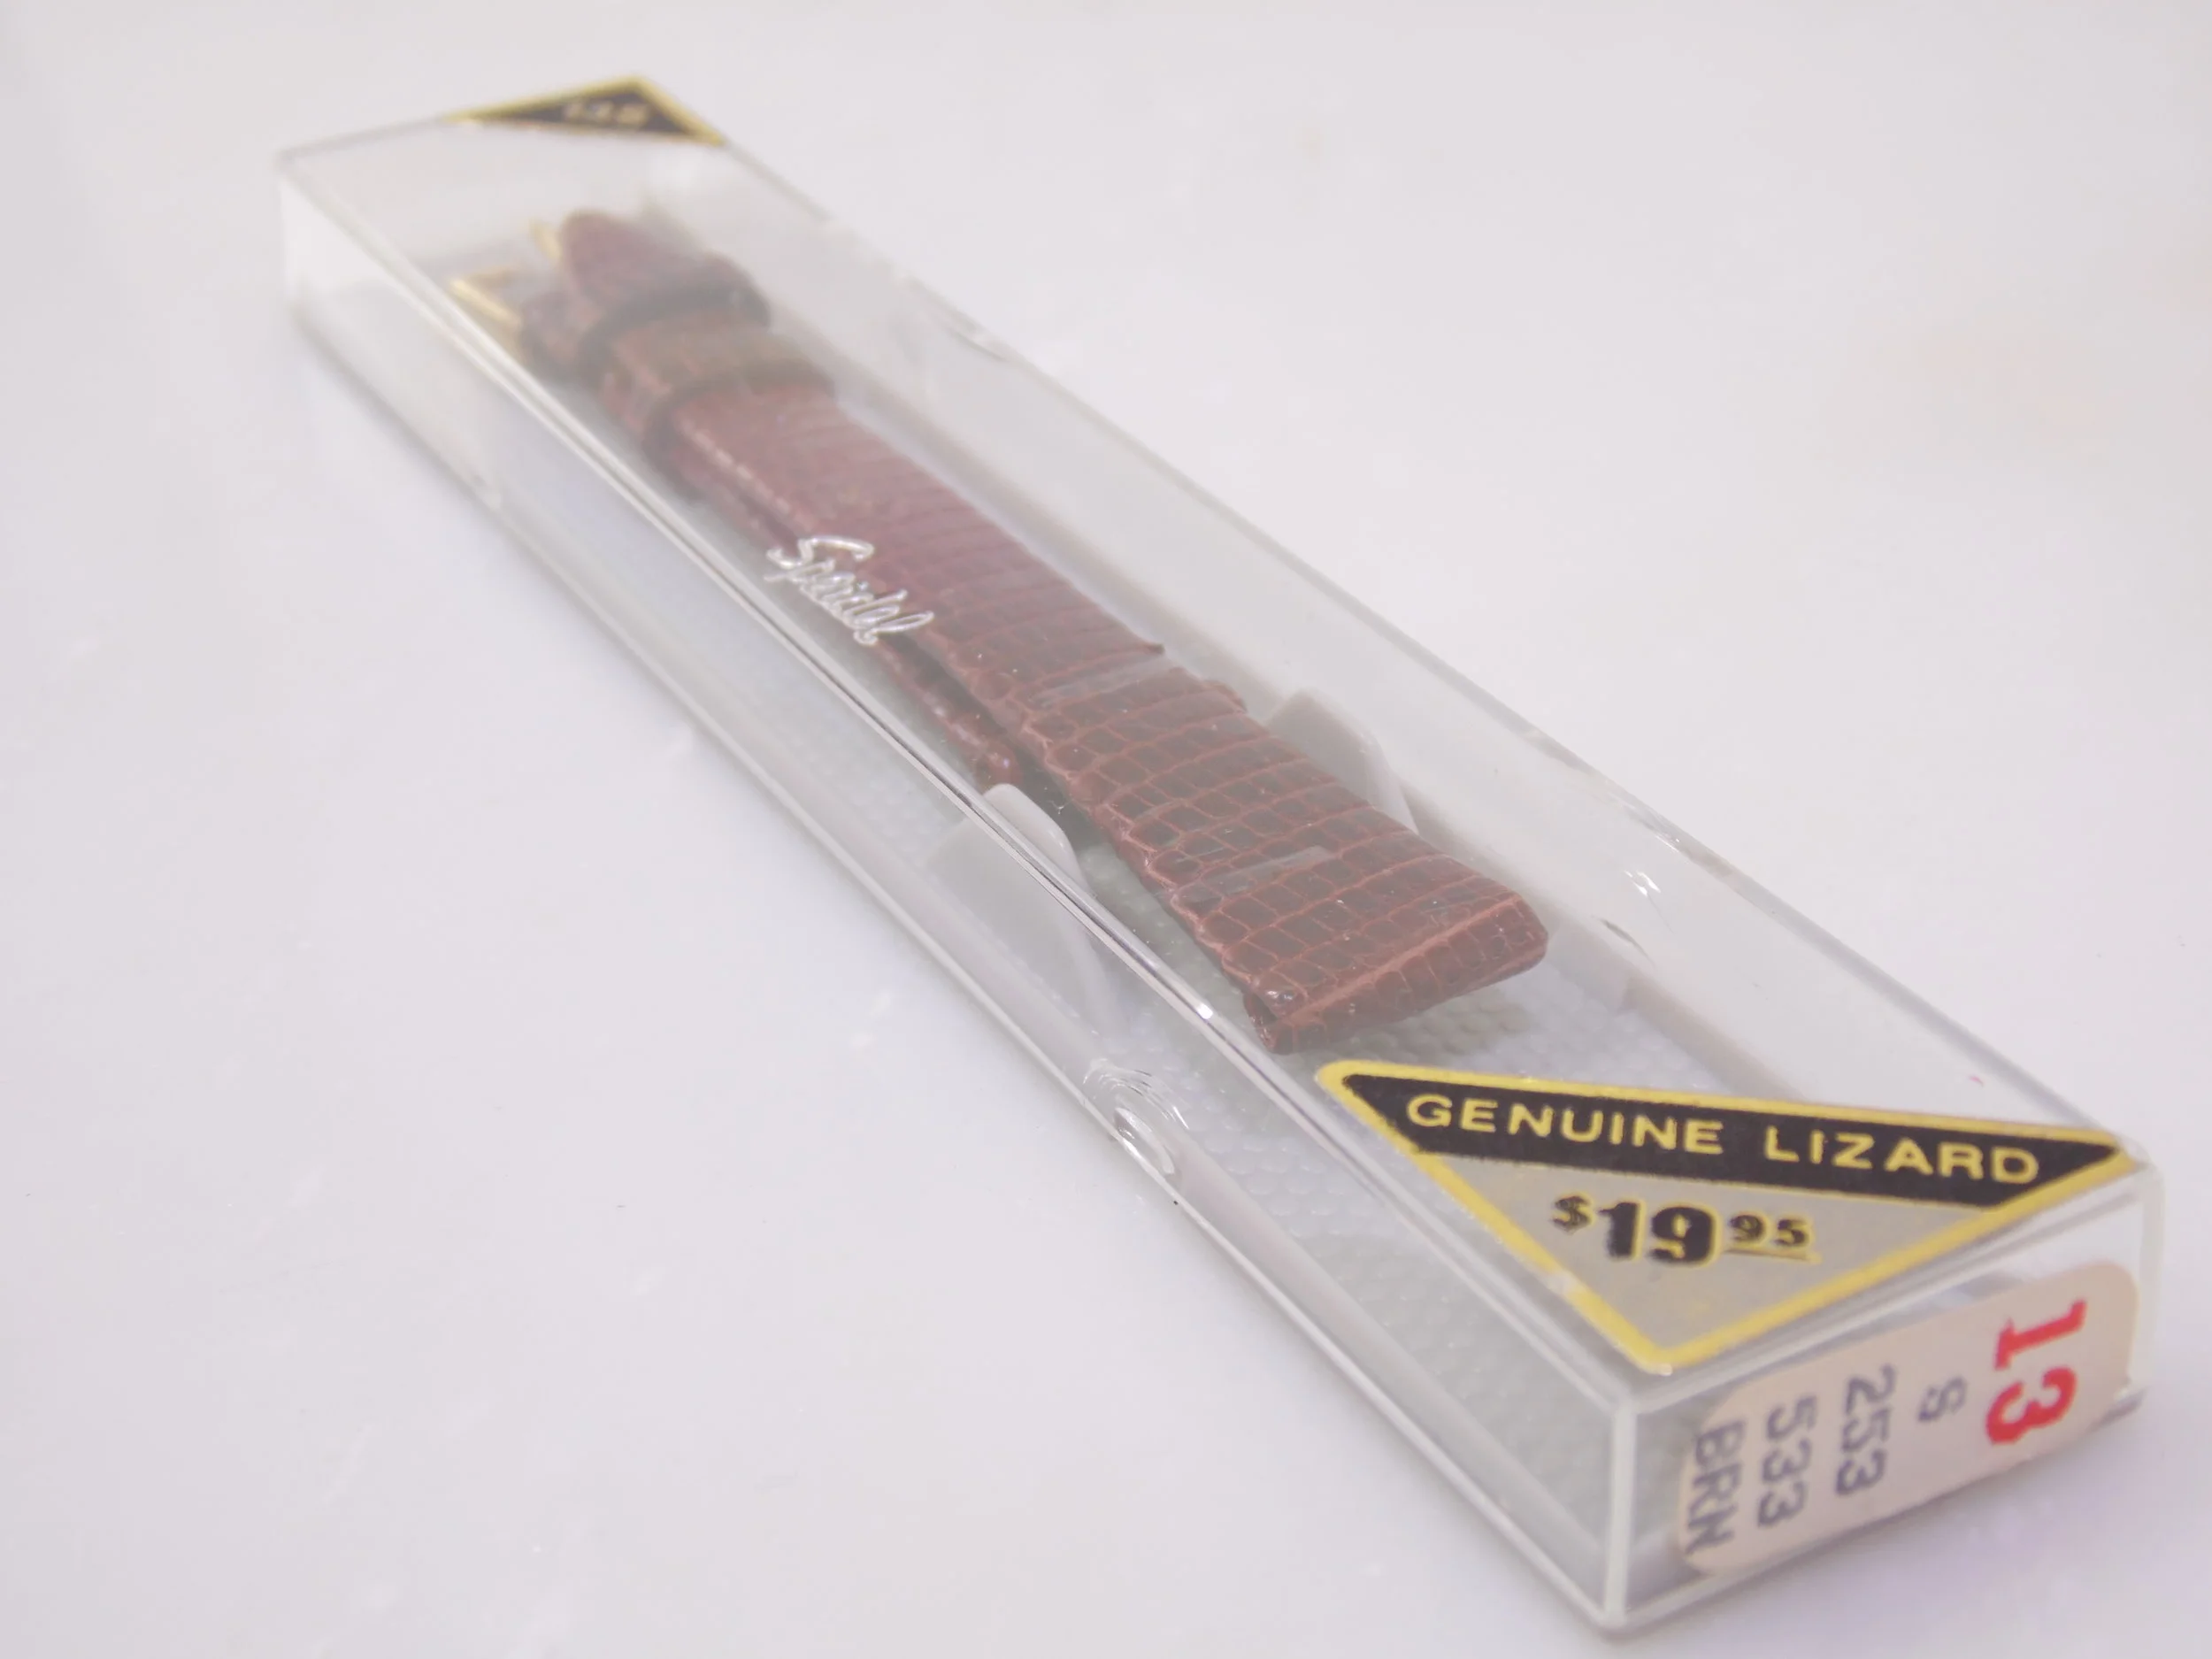 Speidel
GENUINE LIZARD
$19 95
13
S
253
533
BRN